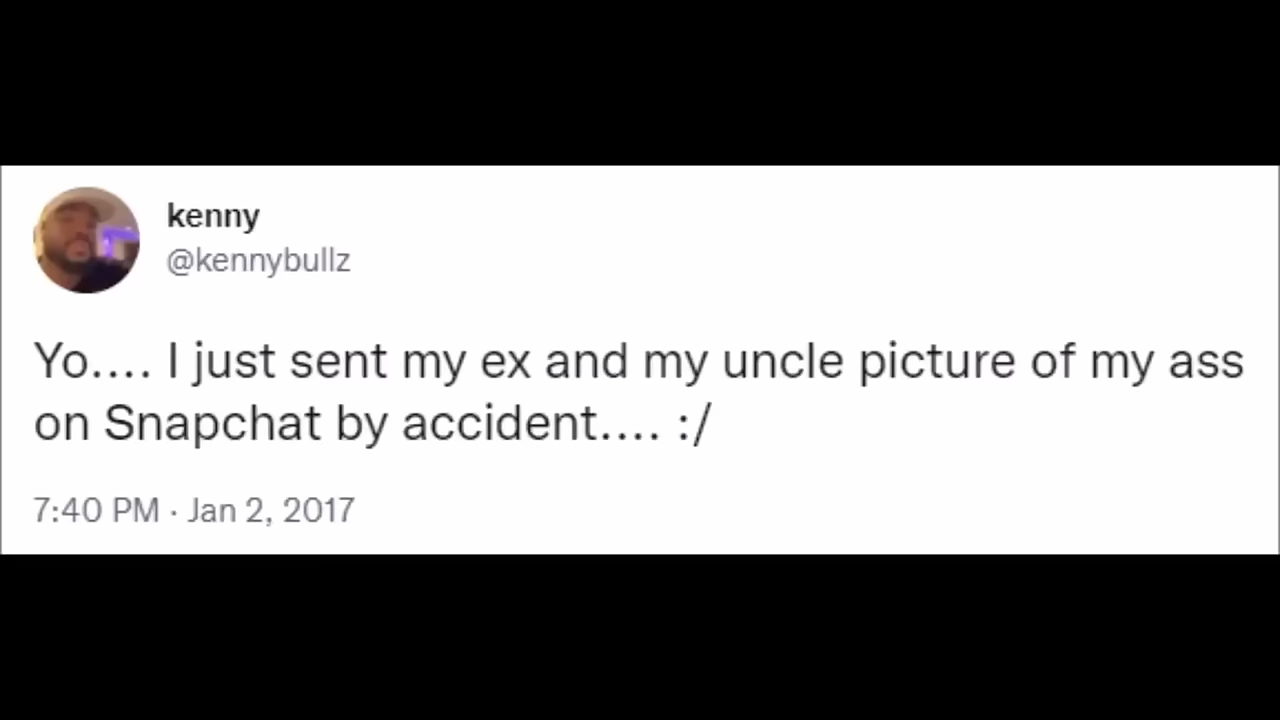 kenny
@kennybullz
Yo.... I just sent my ex and my uncle picture of my ass
on Snapchat by accident.... :/
7:40 PM · Jan 2, 2017